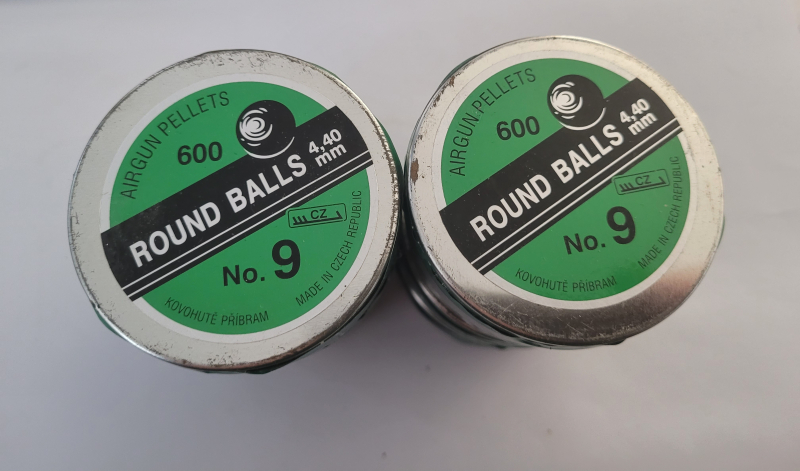 AIRGUN PELLETS
600
ROUND BALLS 4,40 mm
CZ
No. 9
KOVOHUTĚ PŘÍBRAM
MADE IN CZECH REPUBLIC
AIRGUN PELLETS
600
ROUND BALLS 4,40 mm
CZ
No. 9
KOVOHUTĚ PŘÍBRAM
MADE IN CZECH REPUBLIC